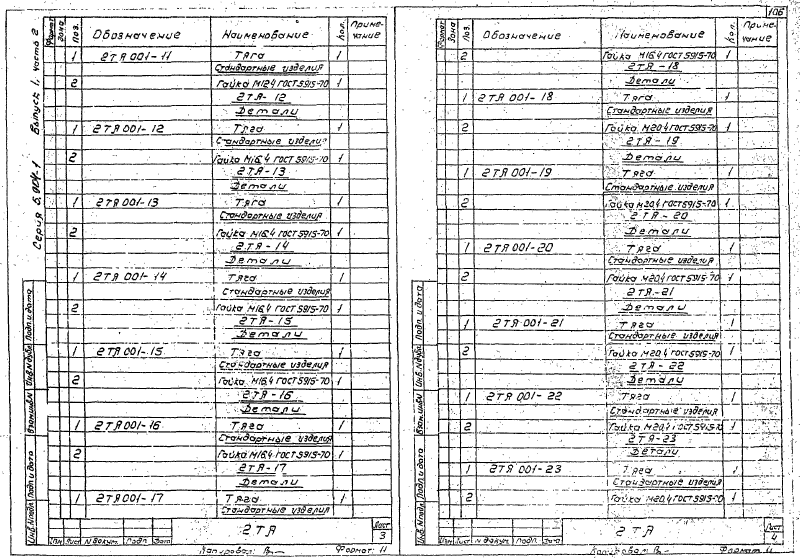 Серия 5.904-1 Выпуск 1, часть 2
Формат Зона Поз. Обозначение Наименование Кол. Примечание
1 2ТЯ 001-11 Тяга 1
Стандартные изделия
2 Гайка М12.4 ГОСТ 5915-70 1
2ТЯ-12
Детали
1 2ТЯ 001-12 Тяга 1
Стандартные изделия
2 Гайка М16.4 ГОСТ 5915-70 1
2ТЯ-13
Детали
1 2ТЯ 001-13 Тяга 1
Стандартные изделия
2 Гайка М16.4 ГОСТ 5915-70 1
2ТЯ-14
Детали
1 2ТЯ 001-14 Тяга 1
Стандартные изделия
2 Гайка М16.4 ГОСТ 5915-70 1
2ТЯ-15
Детали
1 2ТЯ 001-15 Тяга 1
Стандартные изделия
2 Гайка М16.4 ГОСТ 5915-70 1
2ТЯ-16
Детали
1 2ТЯ 001-16 Тяга 1
Стандартные изделия
2 Гайка М16.4 ГОСТ 5915-70 1
2ТЯ-17
Детали
1 2ТЯ 001-17 Тяга 1
Стандартные изделия
Инв.№подл. Подп. и дата Взам.инв.№ Инв.№дубл. Подп. и дата
Изм. Лист № докум. Подп. Дата
2ТЯ
Лист
3
Копировал: Формат: 11
106
Формат Зона Поз. Обозначение Наименование Кол. Примечание
2 Гайка М16.4 ГОСТ 5915-70 1
2ТЯ-18
Детали
1 2ТЯ 001-18 Тяга 1
Стандартные изделия
2 Гайка М20.4 ГОСТ 5915-70 1
2ТЯ-19
Детали
1 2ТЯ 001-19 Тяга 1
Стандартные изделия
2 Гайка М20.4 ГОСТ 5915-70 1
2ТЯ-20
Детали
1 2ТЯ 001-20 Тяга 1
Стандартные изделия
2 Гайка М20.4 ГОСТ 5915-70 1
2ТЯ-21
Детали
1 2ТЯ 001-21 Тяга 1
Стандартные изделия
2 Гайка М20.4 ГОСТ 5915-70 1
2ТЯ-22
Детали
1 2ТЯ 001-22 Тяга 1
Стандартные изделия
2 Гайка М20.4 ГОСТ 5915-70 1
2ТЯ-23
Детали
1 2ТЯ 001-23 Тяга 1
Стандартные изделия
2 Гайка М20.4 ГОСТ 5915-70 1
Инв.№подл. Подп. и дата Взам.инв.№ Инв.№дубл. Подп. и дата
Изм. Лист № докум. Подп. Дата
2ТЯ
Лист
4
Копировал: Формат: 11